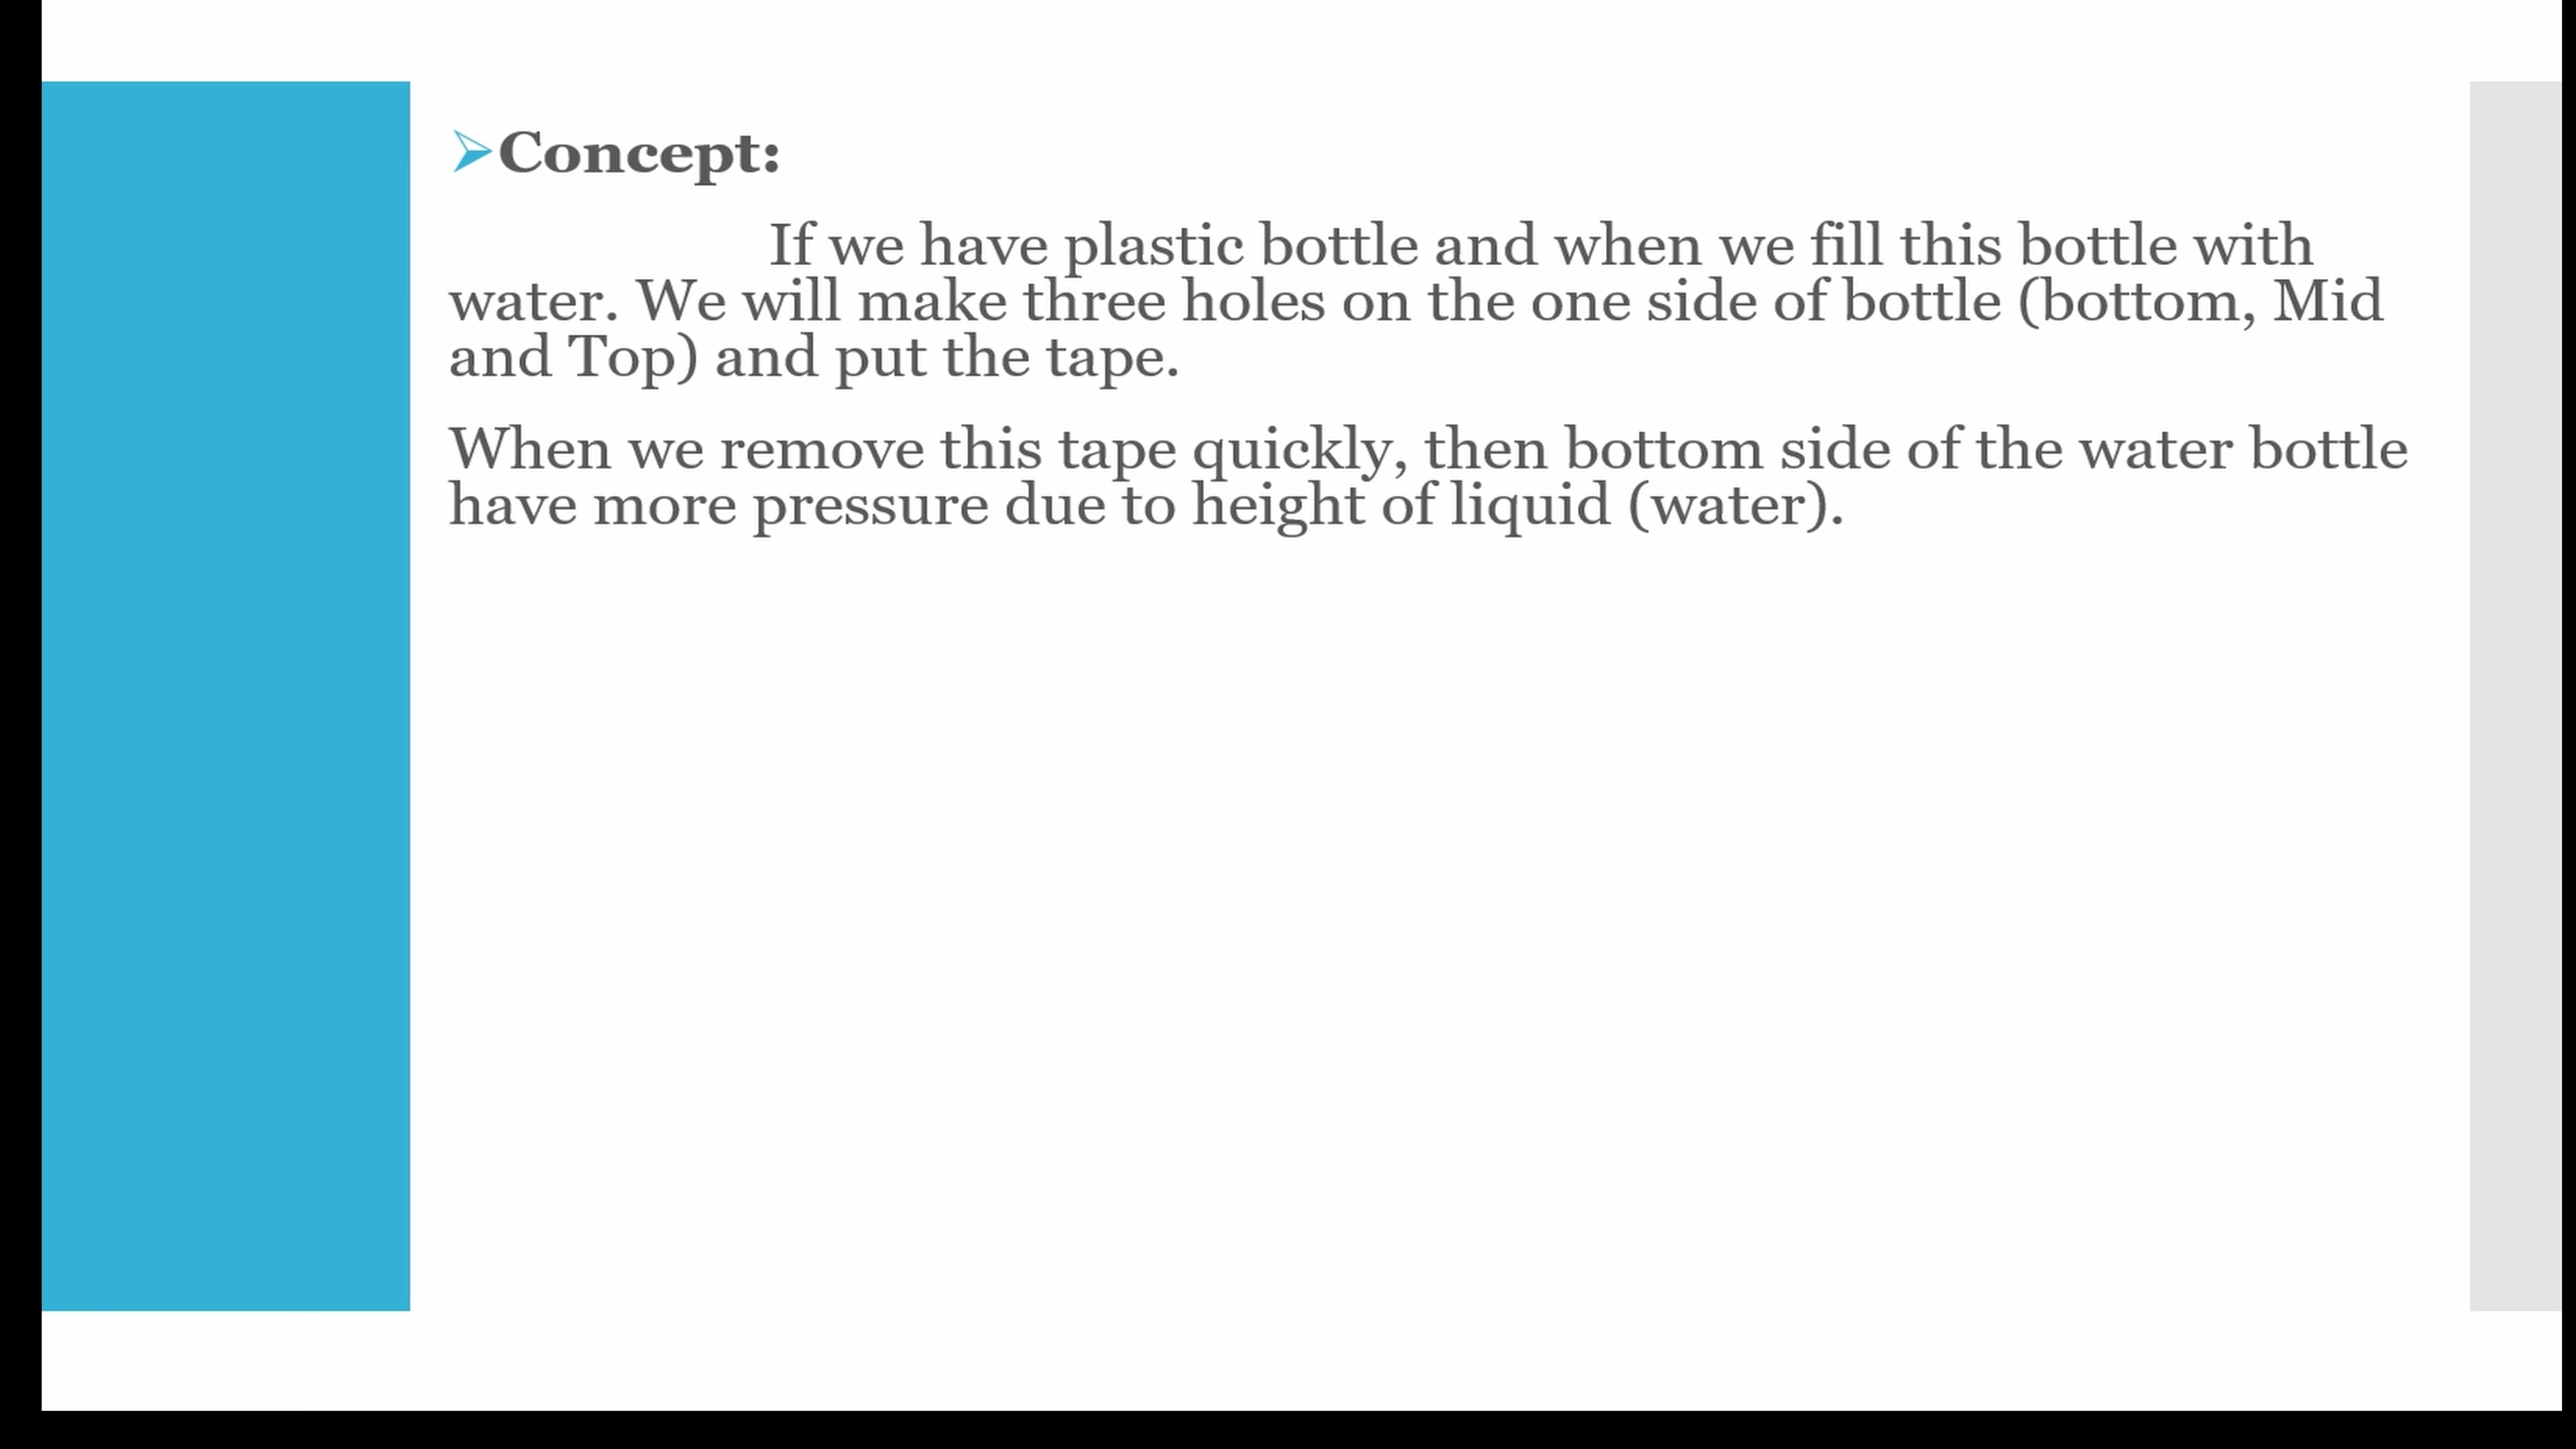 Concept:
If we have plastic bottle and when we fill this bottle with
water. We will make three holes on the one side of bottle (bottom, Mid
and Top) and put the tape.
When we remove this tape quickly, then bottom side of the water bottle
have more pressure due to height of liquid (water).